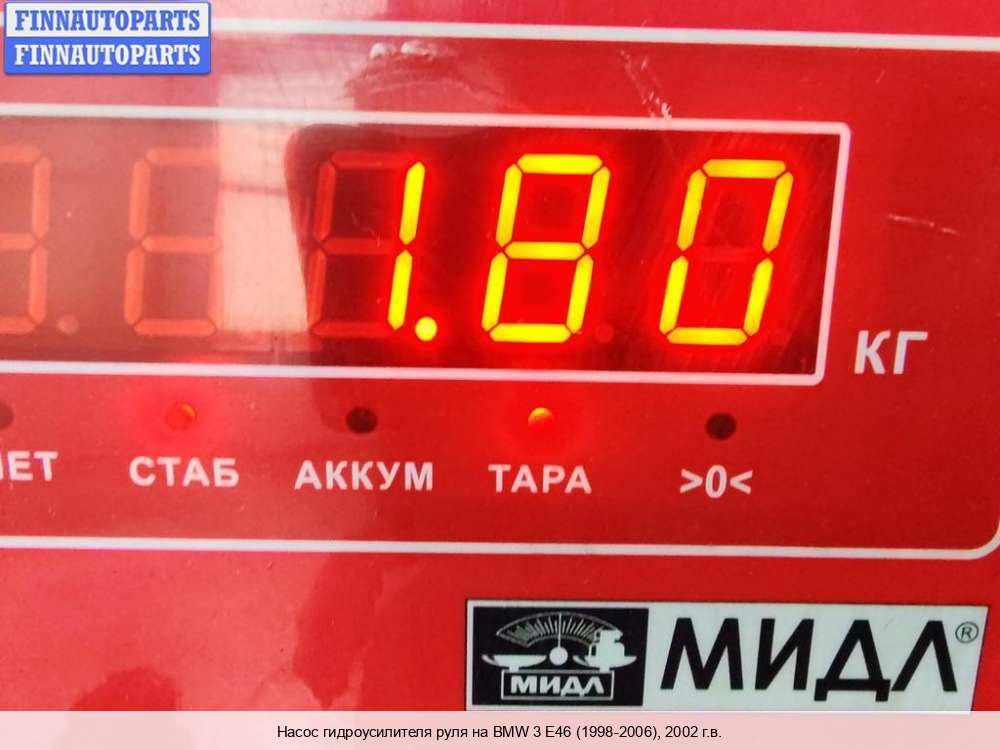 FINNAUTOPARTS
FINNAUTOPARTS
1.80
КГ
СТАБ АККУМ ТАРА >0<
МИДЛ
МИДЛ®
Насос гидроусилителя руля на BMW 3 E46 (1998-2006), 2002 г.в.